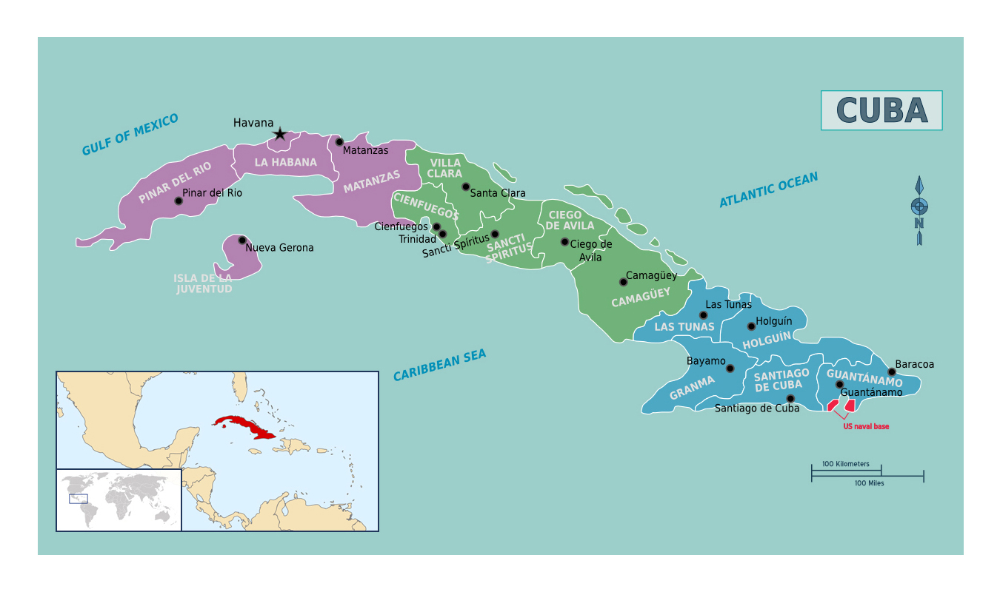 CUBA
GULF OF MEXICO
Havana
LA HABANA
Matanzas
MATANZAS
PINAR DEL RIO
Pinar del Rio
Nueva Gerona
ISLA DE LA
JUVENTUD
VILLA
CLARA
Santa Clara
CIENFUEGOS
Cienfuegos
Trinidad
Sancti Spíritus
SANCTI
SPÍRITUS
CIEGO
DE AVILA
Ciego de
Avila
Camagüey
CAMAGÜEY
ATLANTIC OCEAN
N
Las Tunas
LAS TUNAS
Holguín
HOLGUÍN
Bayamo
GRANMA
SANTIAGO
DE CUBA
Santiago de Cuba
Baracoa
GUANTÁNAMO
Guantánamo
US naval base
CARIBBEAN SEA
100 Kilometers
100 Miles